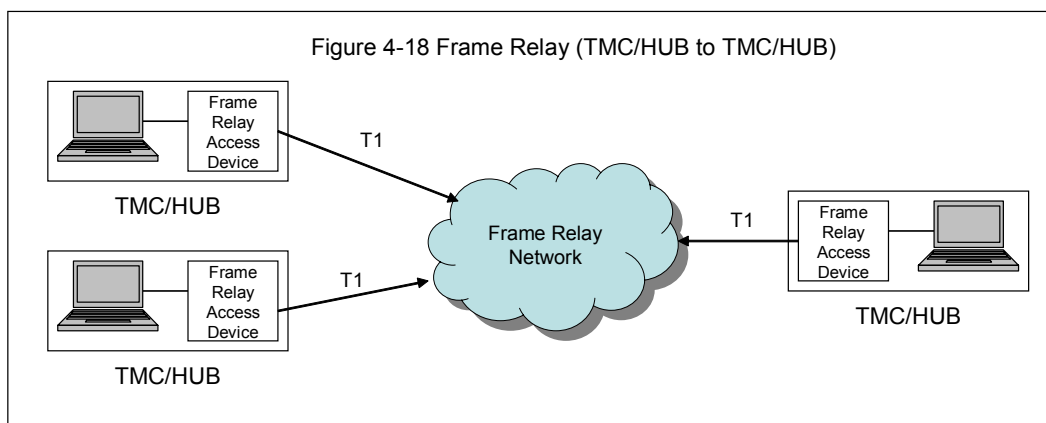 Figure 4-18 Frame Relay (TMC/HUB to TMC/HUB)
Frame
Relay
Access
Device
T1
TMC/HUB
Frame
Relay
Access
Device
T1
TMC/HUB
Frame Relay
Network
T1
Frame
Relay
Access
Device
TMC/HUB